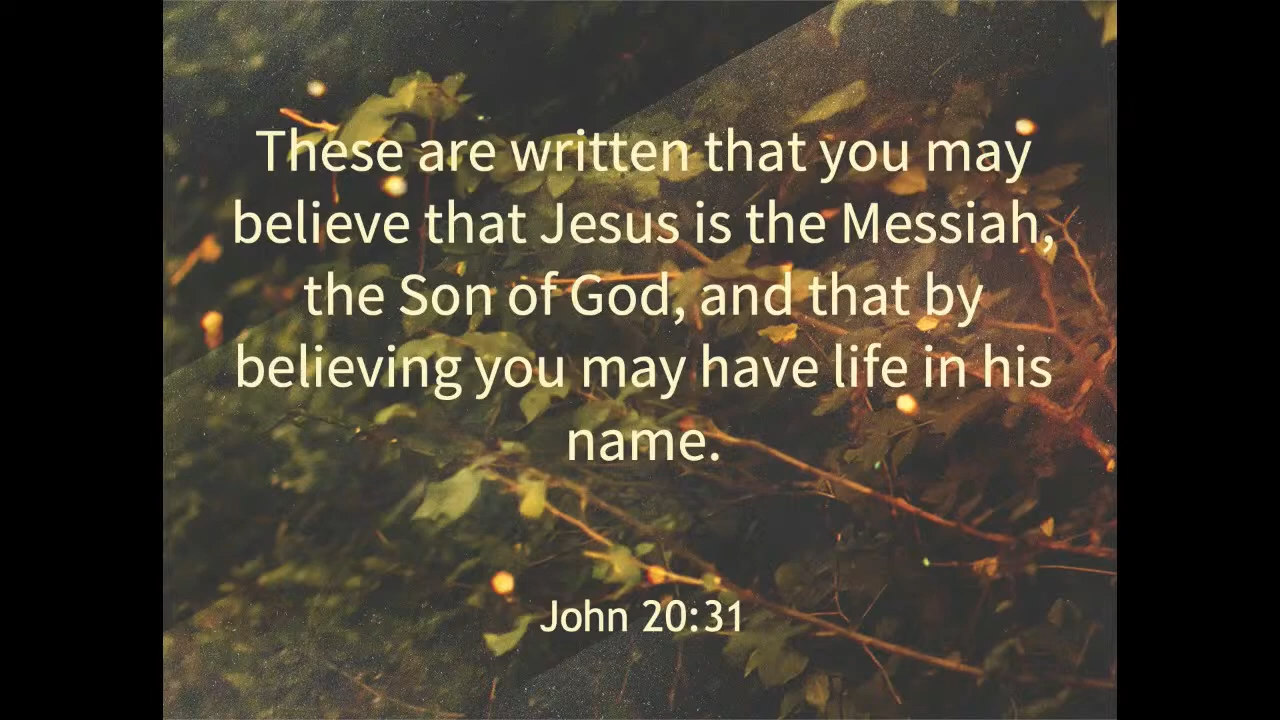 These are written that you may
believe that Jesus is the Messiah,
the Son of God, and that by
believing you may have life in his
name.
John 20:31